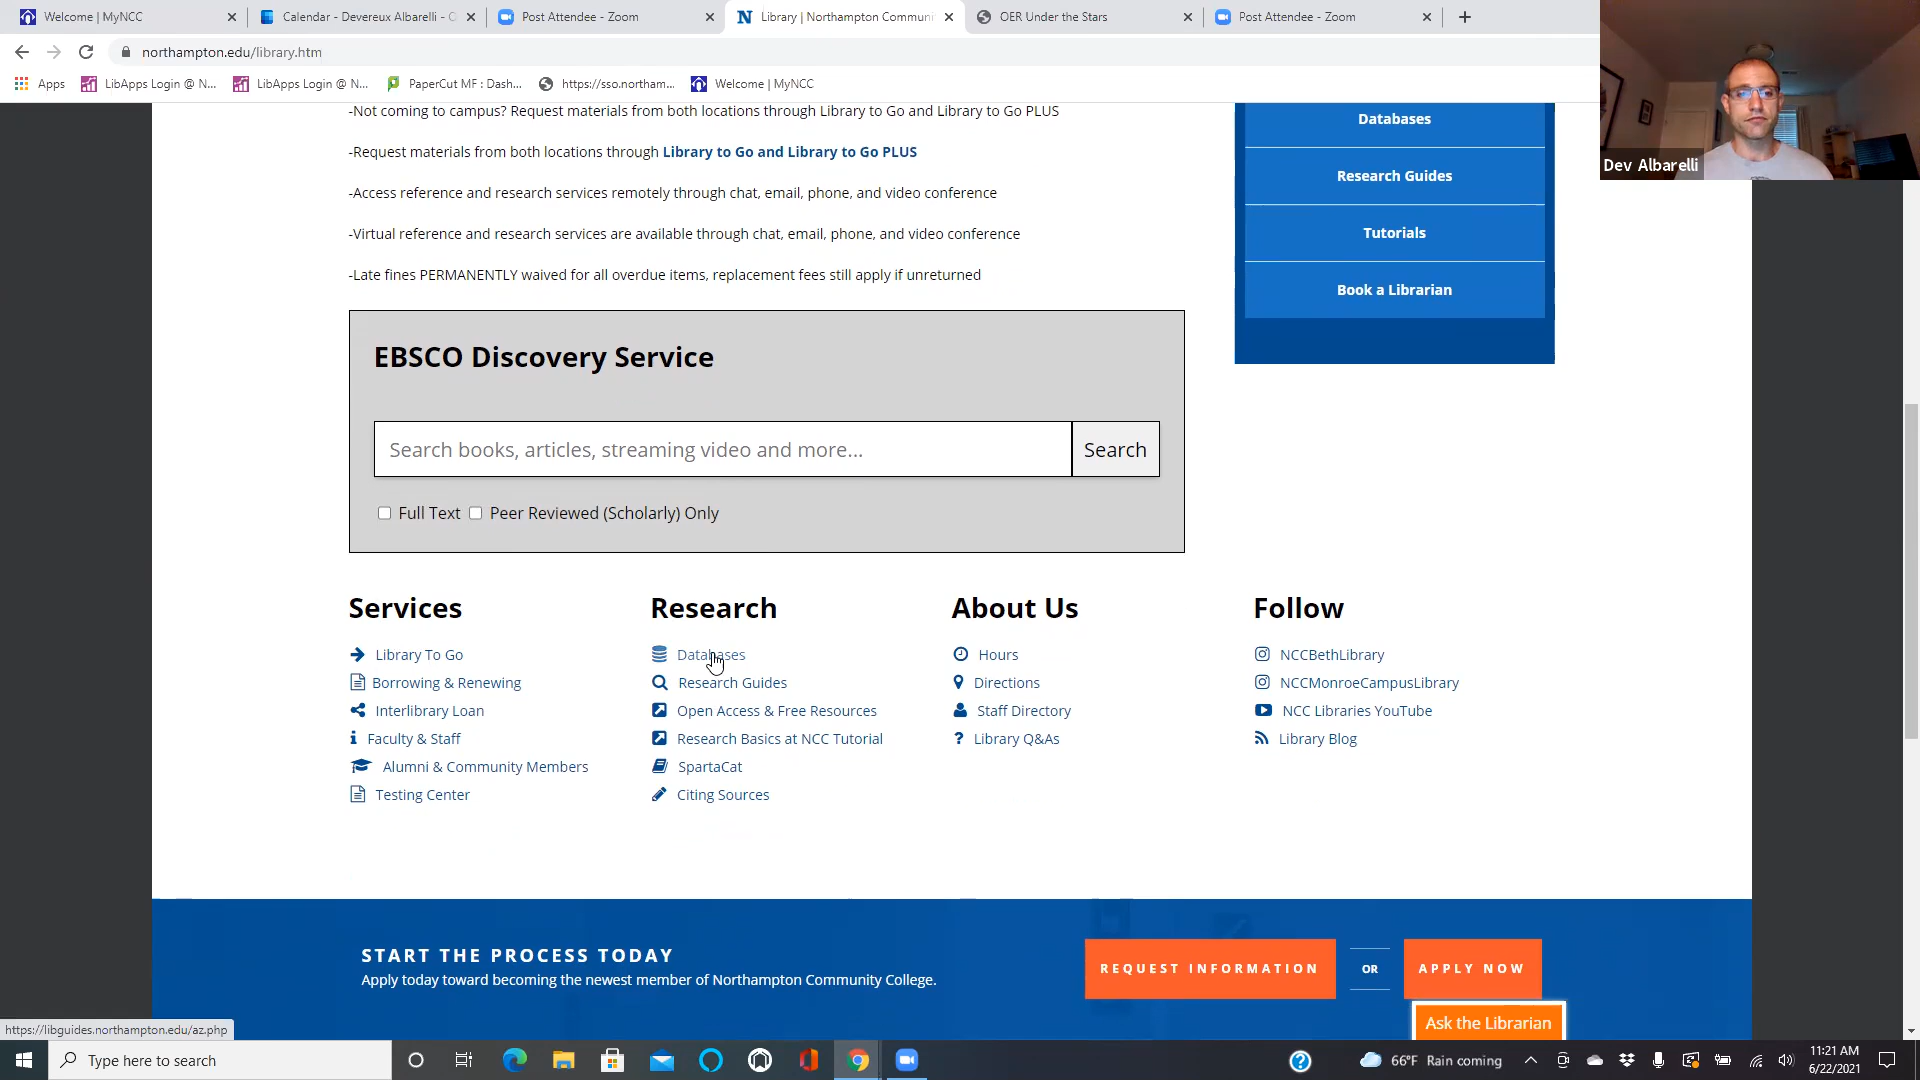 Welcome | MyNCC
Calendar - Devereux Albarelli - O
Post Attendee - Zoom
Library | Northampton Communi
OER Under the Stars
Post Attendee - Zoom
northampton.edu/library.htm
Apps
LibApps Login @ N...
LibApps Login @ N...
PaperCut MF : Dash...
https://sso.northam...
Welcome | MyNCC
Dev Albarelli
-Not coming to campus? Request materials from both locations through Library to Go and Library to Go PLUS
-Request materials from both locations through Library to Go and Library to Go PLUS
-Access reference and research services remotely through chat, email, phone, and video conference
-Virtual reference and research services are available through chat, email, phone, and video conference
-Late fines PERMANENTLY waived for all overdue items, replacement fees still apply if unreturned
Databases
Research Guides
Tutorials
Book a Librarian
EBSCO Discovery Service
Search books, articles, streaming video and more...
Search
Full Text
Peer Reviewed (Scholarly) Only
Services
Library To Go
Borrowing & Renewing
Interlibrary Loan
Faculty & Staff
Alumni & Community Members
Testing Center
Research
Databases
Research Guides
Open Access & Free Resources
Research Basics at NCC Tutorial
SpartaCat
Citing Sources
About Us
Hours
Directions
Staff Directory
Library Q&As
Follow
NCCBethLibrary
NCCMonroeCampusLibrary
NCC Libraries YouTube
Library Blog
START THE PROCESS TODAY
Apply today toward becoming the newest member of Northampton Community College.
REQUEST INFORMATION
OR
APPLY NOW
Ask the Librarian
https://libguides.northampton.edu/az.php
Type here to search
66°F Rain coming
11:21 AM
6/22/2021